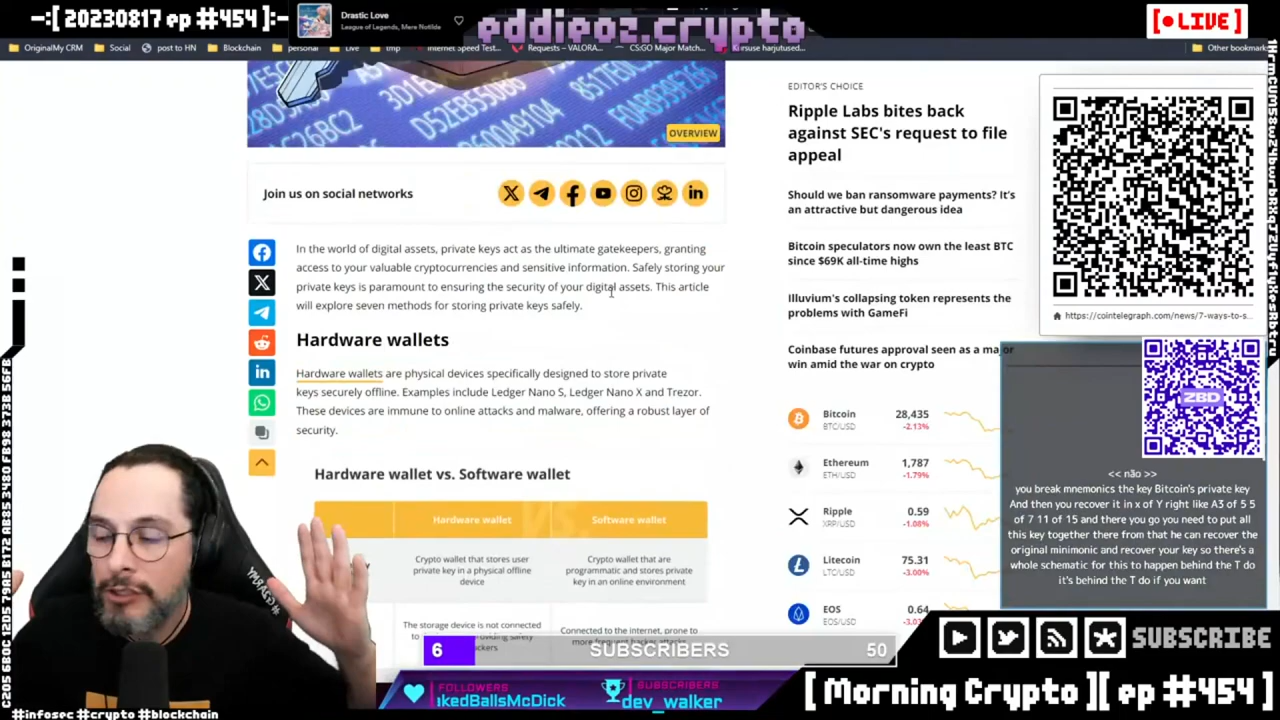 -:[ 20230817 ep #454 ]:-
Drastic Love
League of Legends, Mere Notilde
eddieoz.crypto
[ LIVE ]
OriginalMy CRM
Social
post to HN
Blockchain
personal
Live
tmp
Internet Speed Test...
Requests – VALORA...
CS:GO Major Match...
Other bookmark
OVERVIEW
Join us on social networks
In the world of digital assets, private keys act as the ultimate gatekeepers, granting
access to your valuable cryptocurrencies and sensitive information. Safely storing your
private keys is paramount to ensuring the security of your digital assets. This article
will explore seven methods for storing private keys safely.
Hardware wallets
Hardware wallets are physical devices specifically designed to store private
keys securely offline. Examples include Ledger Nano S, Ledger Nano X and Trezor.
These devices are immune to online attacks and malware, offering a robust layer of
security.
Hardware wallet vs. Software wallet
Hardware wallet
Software wallet
Crypto wallet that stores user
private key in a physical offline
device
Crypto wallet that are
programmatic and stores private
key in an online environment
The storage device is not connected
Connected to the internet, prone to
EDITOR'S CHOICE
Ripple Labs bites back
against SEC's request to file
appeal
Should we ban ransomware payments? It's
an attractive but dangerous idea
Bitcoin speculators now own the least BTC
since $69K all-time highs
Illuvium's collapsing token represents the
problems with GameFi
Coinbase futures approval seen as a major
win amid the war on crypto
Bitcoin 28,435
BTC/USD -2.13%
Ethereum 1,787
ETH/USD -1.79%
Ripple 0.59
XRP/USD -1.08%
Litecoin 75.31
LTC/USD -3.00%
EOS 0.64
EOS/USD
https://cointelegraph.com/news/7-ways-to-s...
ZBD
<< não >>
you break mnemonics the key Bitcoin's private key
And then you recover it in x of Y right like A3 of 5 5
of 7 11 of 15 and there you go you need to put all
this key together there from that he can recover the
original minimonic and recover your key so there's a
whole schematic for this to happen behind the T do
it's behind the T do if you want
6 SUBSCRIBERS 50
FOLLOWERS
kedBallsMcDick
SUBSCRIBERS
dev_walker
SUBSCRIBE
[ Morning Crypto ][ ep #454 ]
#infosec #crypto #blockchain